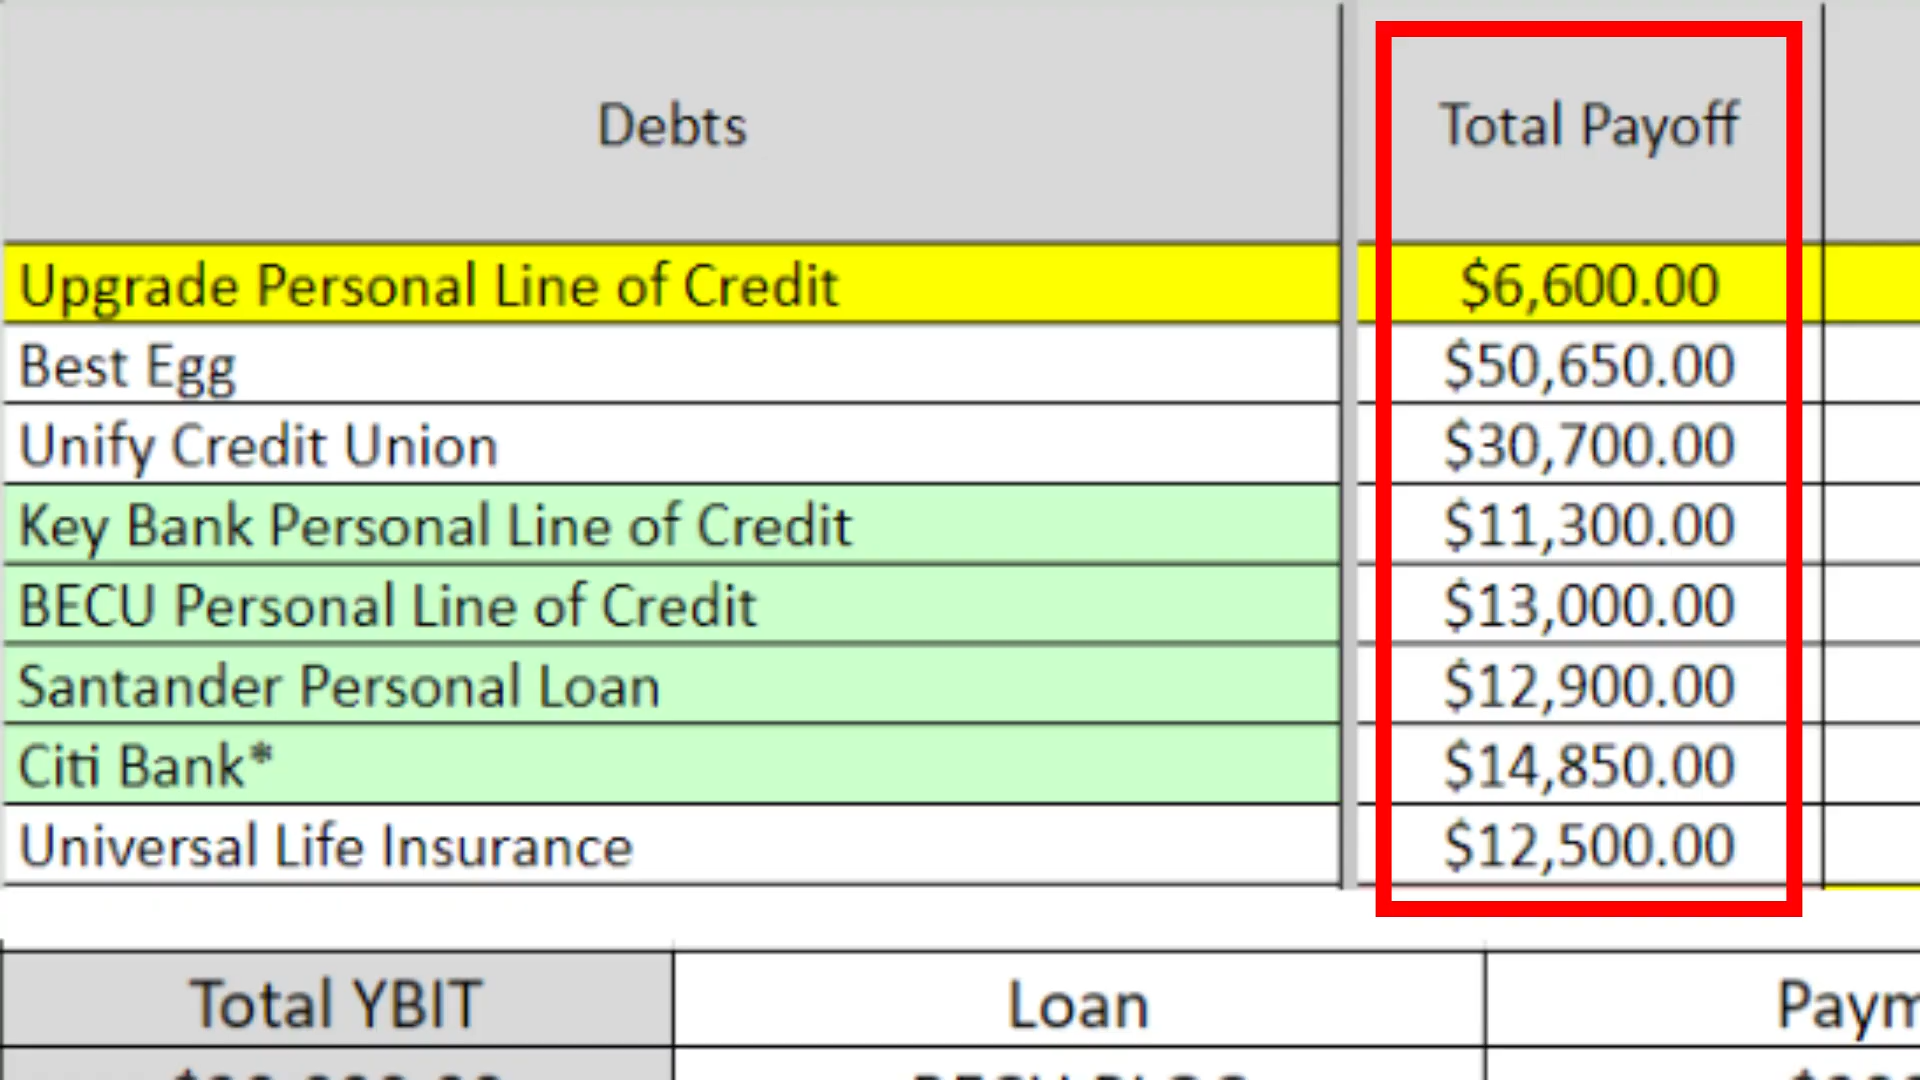 Debts Total Payoff
Upgrade Personal Line of Credit $6,600.00
Best Egg $50,650.00
Unify Credit Union $30,700.00
Key Bank Personal Line of Credit $11,300.00
BECU Personal Line of Credit $13,000.00
Santander Personal Loan $12,900.00
Citi Bank* $14,850.00
Universal Life Insurance $12,500.00
Total YBIT Loan Paym